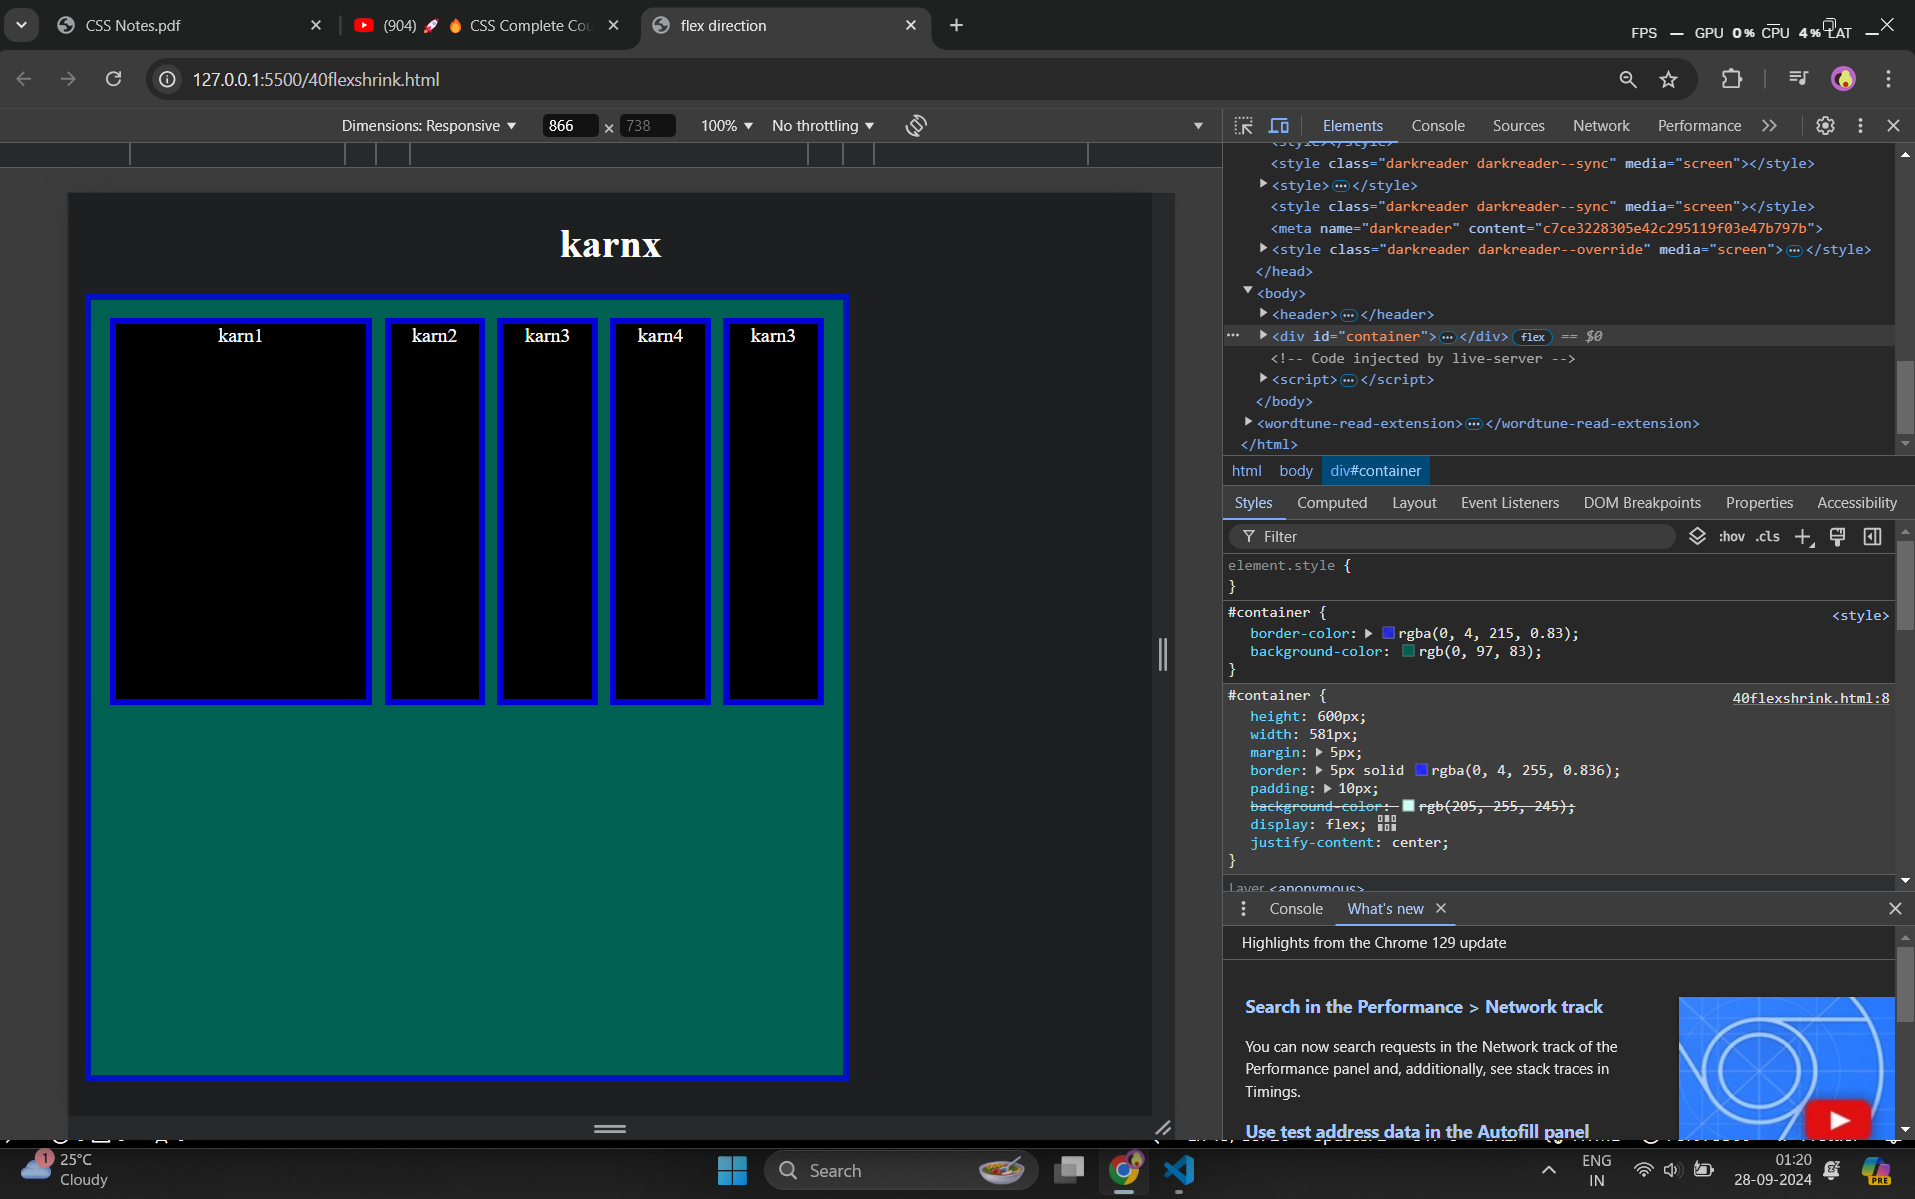 CSS Notes.pdf
(904) 🚀 🔥 CSS Complete Cou
flex direction
FPS — GPU 0% CPU 4% LAT —
127.0.0.1:5500/40flexshrink.html
Dimensions: Responsive
866 × 738
100%
No throttling
Elements
Console
Sources
Network
Performance
karnx
karn1
karn2
karn3
karn4
karn3
<style></style>
<style class="darkreader darkreader--sync" media="screen"></style>
<style>…</style>
<style class="darkreader darkreader--sync" media="screen"></style>
<meta name="darkreader" content="c7ce3228305e42c295119f03e47b797b">
<style class="darkreader darkreader--override" media="screen">…</style>
</head>
<body>
<header>…</header>
<div id="container">…</div> flex == $0
<!-- Code injected by live-server -->
<script>…</script>
</body>
<wordtune-read-extension>…</wordtune-read-extension>
</html>
html body div#container
Styles Computed Layout Event Listeners DOM Breakpoints Properties Accessibility
Filter
:hov .cls
element.style {
}
#container { <style>
border-color: rgba(0, 4, 215, 0.83);
background-color: rgb(0, 97, 83);
}
#container { 40flexshrink.html:8
height: 600px;
width: 581px;
margin: 5px;
border: 5px solid rgba(0, 4, 255, 0.836);
padding: 10px;
background-color: rgb(205, 255, 245);
display: flex;
justify-content: center;
}
Layer <anonymous>
Console What's new
Highlights from the Chrome 129 update
Search in the Performance > Network track
You can now search requests in the Network track of the
Performance panel and, additionally, see stack traces in
Timings.
Use test address data in the Autofill panel
1
25°C
Cloudy
Search
ENG
IN
01:20
28-09-2024
PRE